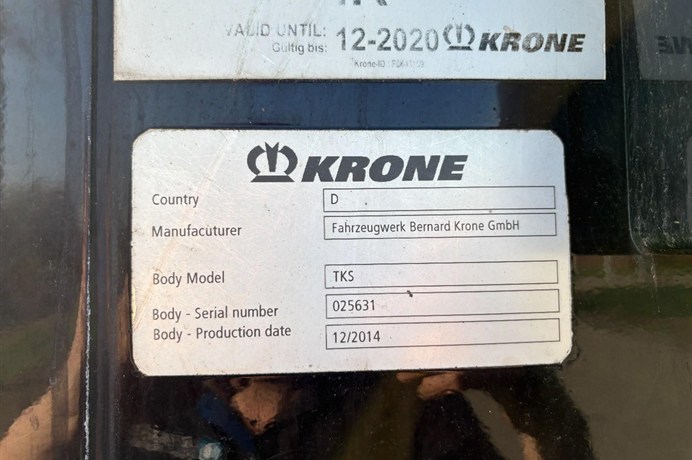 VALID UNTIL: 12-2020 KRONE
Gültig bis:
KRONE
Country D
Manufacuturer Fahrzeugwerk Bernard Krone GmbH
Body Model TKS
Body - Serial number 025631
Body - Production date 12/2014